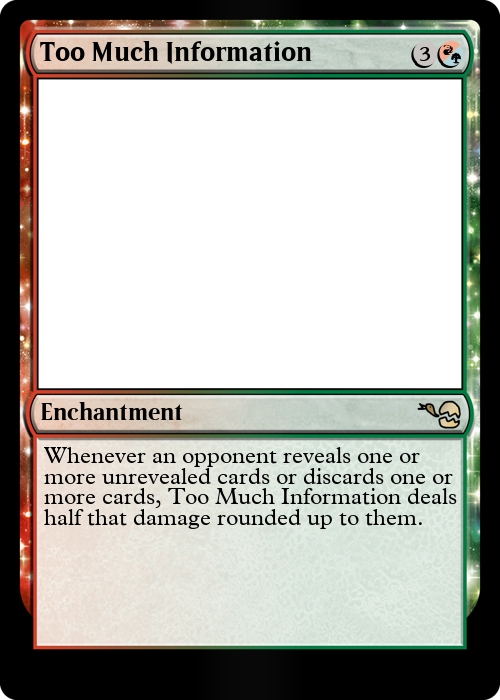 Too Much Information 3
Enchantment
Whenever an opponent reveals one or
more unrevealed cards or discards one or
more cards, Too Much Information deals
half that damage rounded up to them.